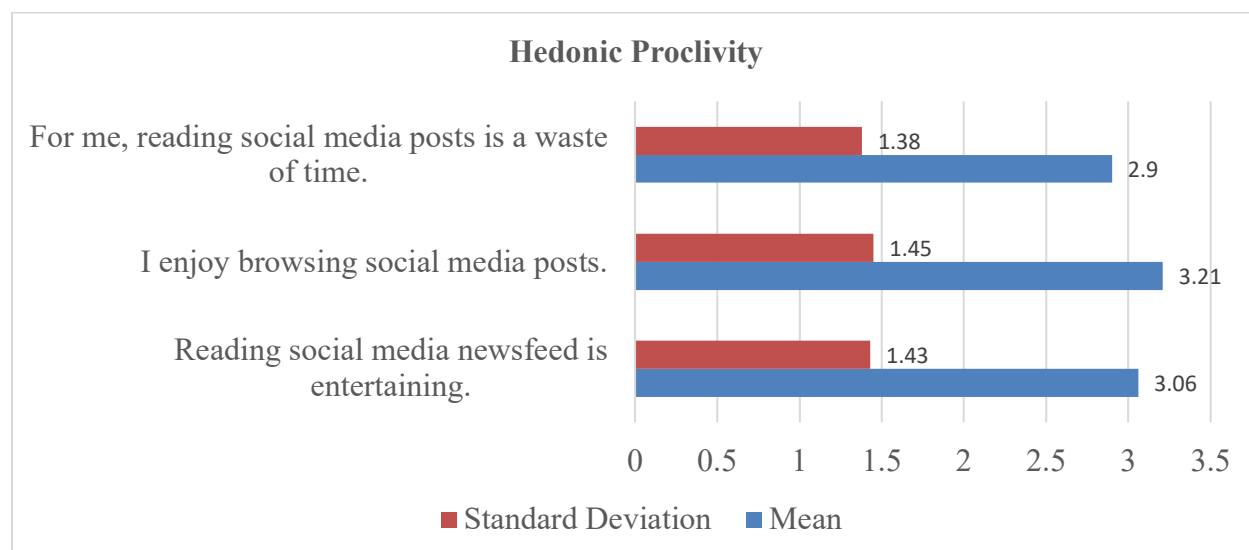 Hedonic Proclivity
For me, reading social media posts is a waste
of time.
1.38
2.9
I enjoy browsing social media posts.
1.45
3.21
Reading social media newsfeed is
entertaining.
1.43
3.06
0 0.5 1 1.5 2 2.5 3 3.5
Standard Deviation Mean